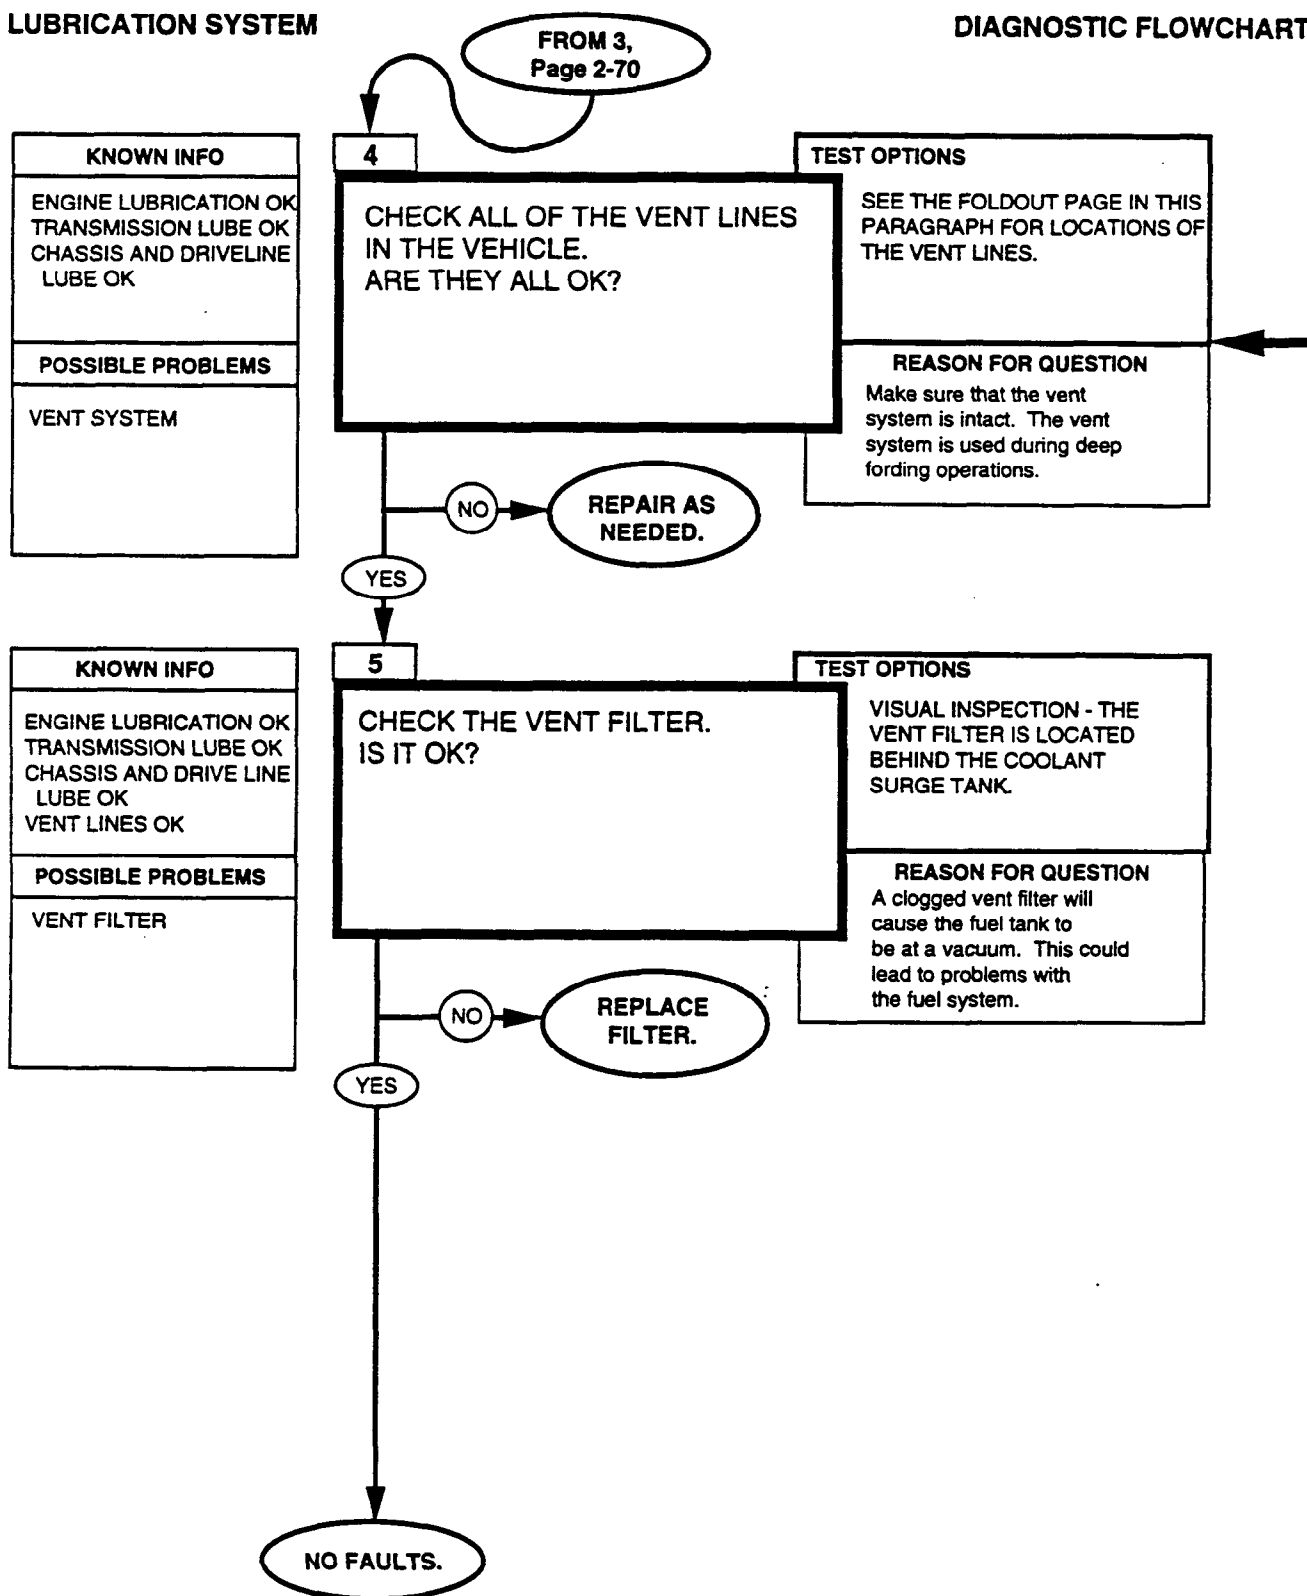 LUBRICATION SYSTEM
DIAGNOSTIC FLOWCHART
FROM 3,
Page 2-70
KNOWN INFO
ENGINE LUBRICATION OK
TRANSMISSION LUBE OK
CHASSIS AND DRIVELINE
LUBE OK
POSSIBLE PROBLEMS
VENT SYSTEM
4
CHECK ALL OF THE VENT LINES
IN THE VEHICLE.
ARE THEY ALL OK?
TEST OPTIONS
SEE THE FOLDOUT PAGE IN THIS
PARAGRAPH FOR LOCATIONS OF
THE VENT LINES.
REASON FOR QUESTION
Make sure that the vent
system is intact. The vent
system is used during deep
fording operations.
NO
REPAIR AS
NEEDED.
YES
KNOWN INFO
ENGINE LUBRICATION OK
TRANSMISSION LUBE OK
CHASSIS AND DRIVE LINE
LUBE OK
VENT LINES OK
POSSIBLE PROBLEMS
VENT FILTER
5
CHECK THE VENT FILTER.
IS IT OK?
TEST OPTIONS
VISUAL INSPECTION - THE
VENT FILTER IS LOCATED
BEHIND THE COOLANT
SURGE TANK.
REASON FOR QUESTION
A clogged vent filter will
cause the fuel tank to
be at a vacuum. This could
lead to problems with
the fuel system.
NO
REPLACE
FILTER.
YES
NO FAULTS.